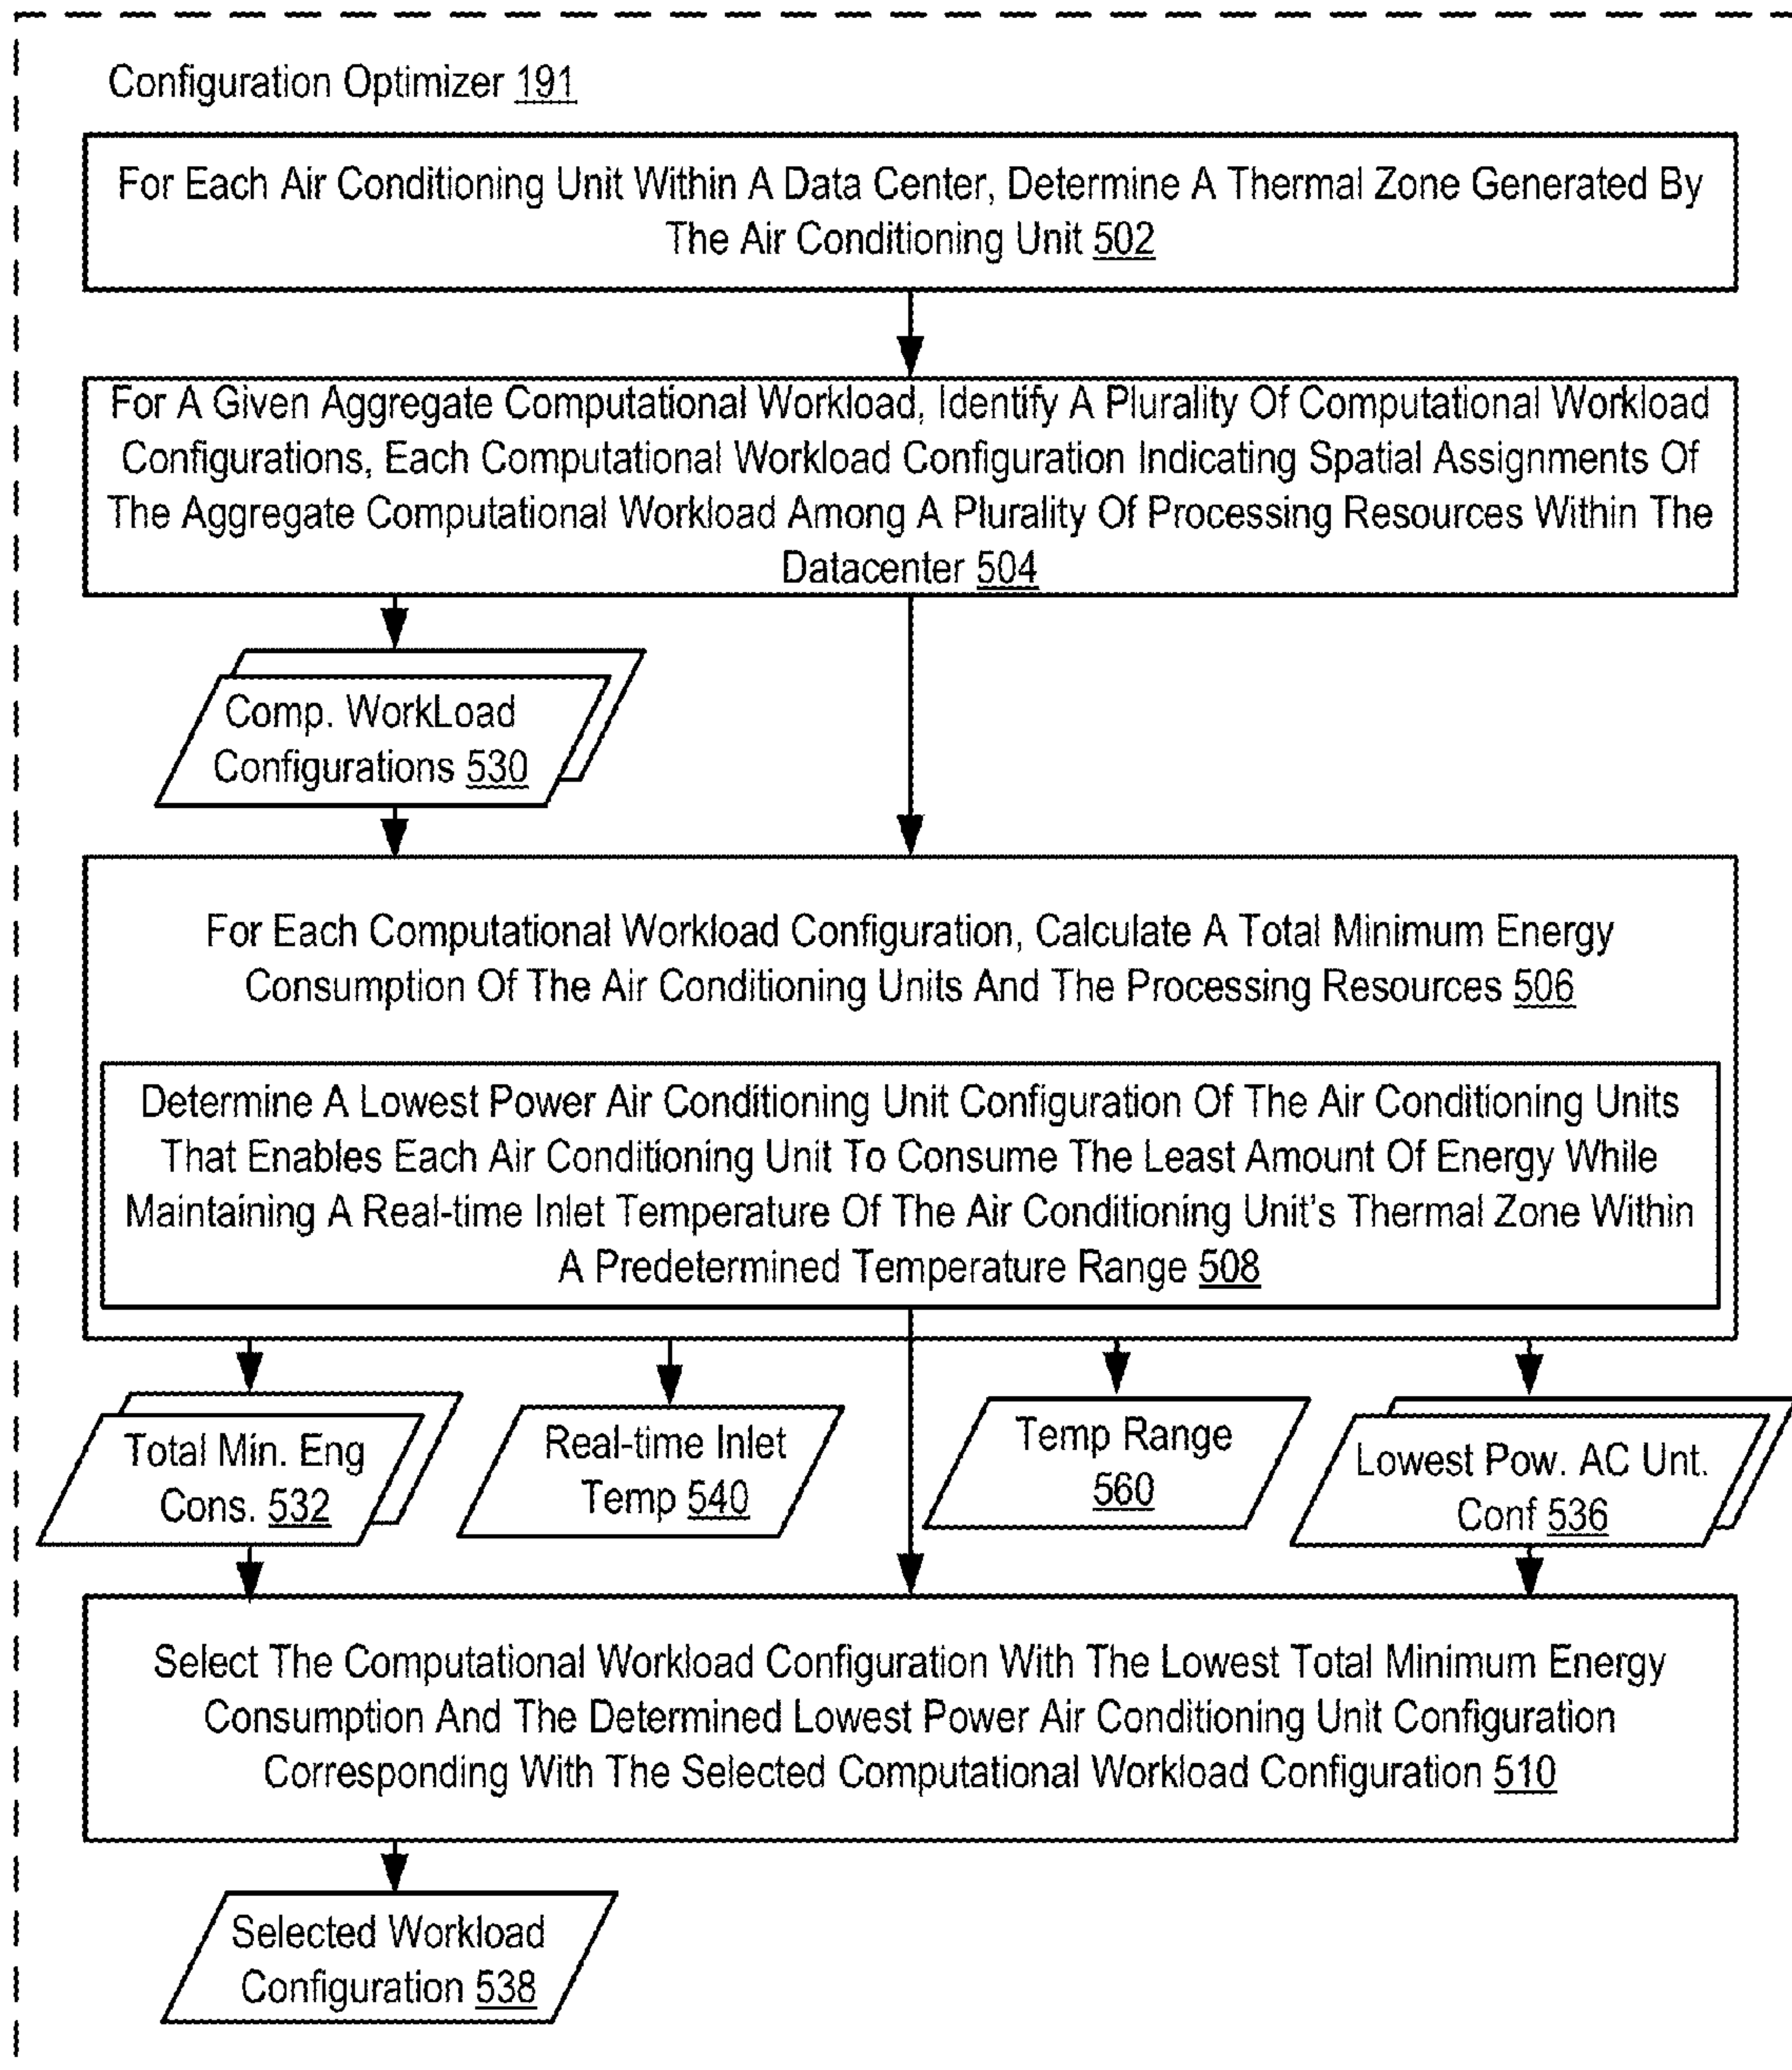 Configuration Optimizer 191
For Each Air Conditioning Unit Within A Data Center, Determine A Thermal Zone Generated By
The Air Conditioning Unit 502
For A Given Aggregate Computational Workload, Identify A Plurality Of Computational Workload
Configurations, Each Computational Workload Configuration Indicating Spatial Assignments Of
The Aggregate Computational Workload Among A Plurality Of Processing Resources Within The
Datacenter 504
Comp. WorkLoad
Configurations 530
For Each Computational Workload Configuration, Calculate A Total Minimum Energy
Consumption Of The Air Conditioning Units And The Processing Resources 506
Determine A Lowest Power Air Conditioning Unit Configuration Of The Air Conditioning Units
That Enables Each Air Conditioning Unit To Consume The Least Amount Of Energy While
Maintaining A Real-time Inlet Temperature Of The Air Conditioning Unit's Thermal Zone Within
A Predetermined Temperature Range 508
Total Min. Eng
Cons. 532
Real-time Inlet
Temp 540
Temp Range
560
Lowest Pow. AC Unt.
Conf 536
Select The Computational Workload Configuration With The Lowest Total Minimum Energy
Consumption And The Determined Lowest Power Air Conditioning Unit Configuration
Corresponding With The Selected Computational Workload Configuration 510
Selected Workload
Configuration 538